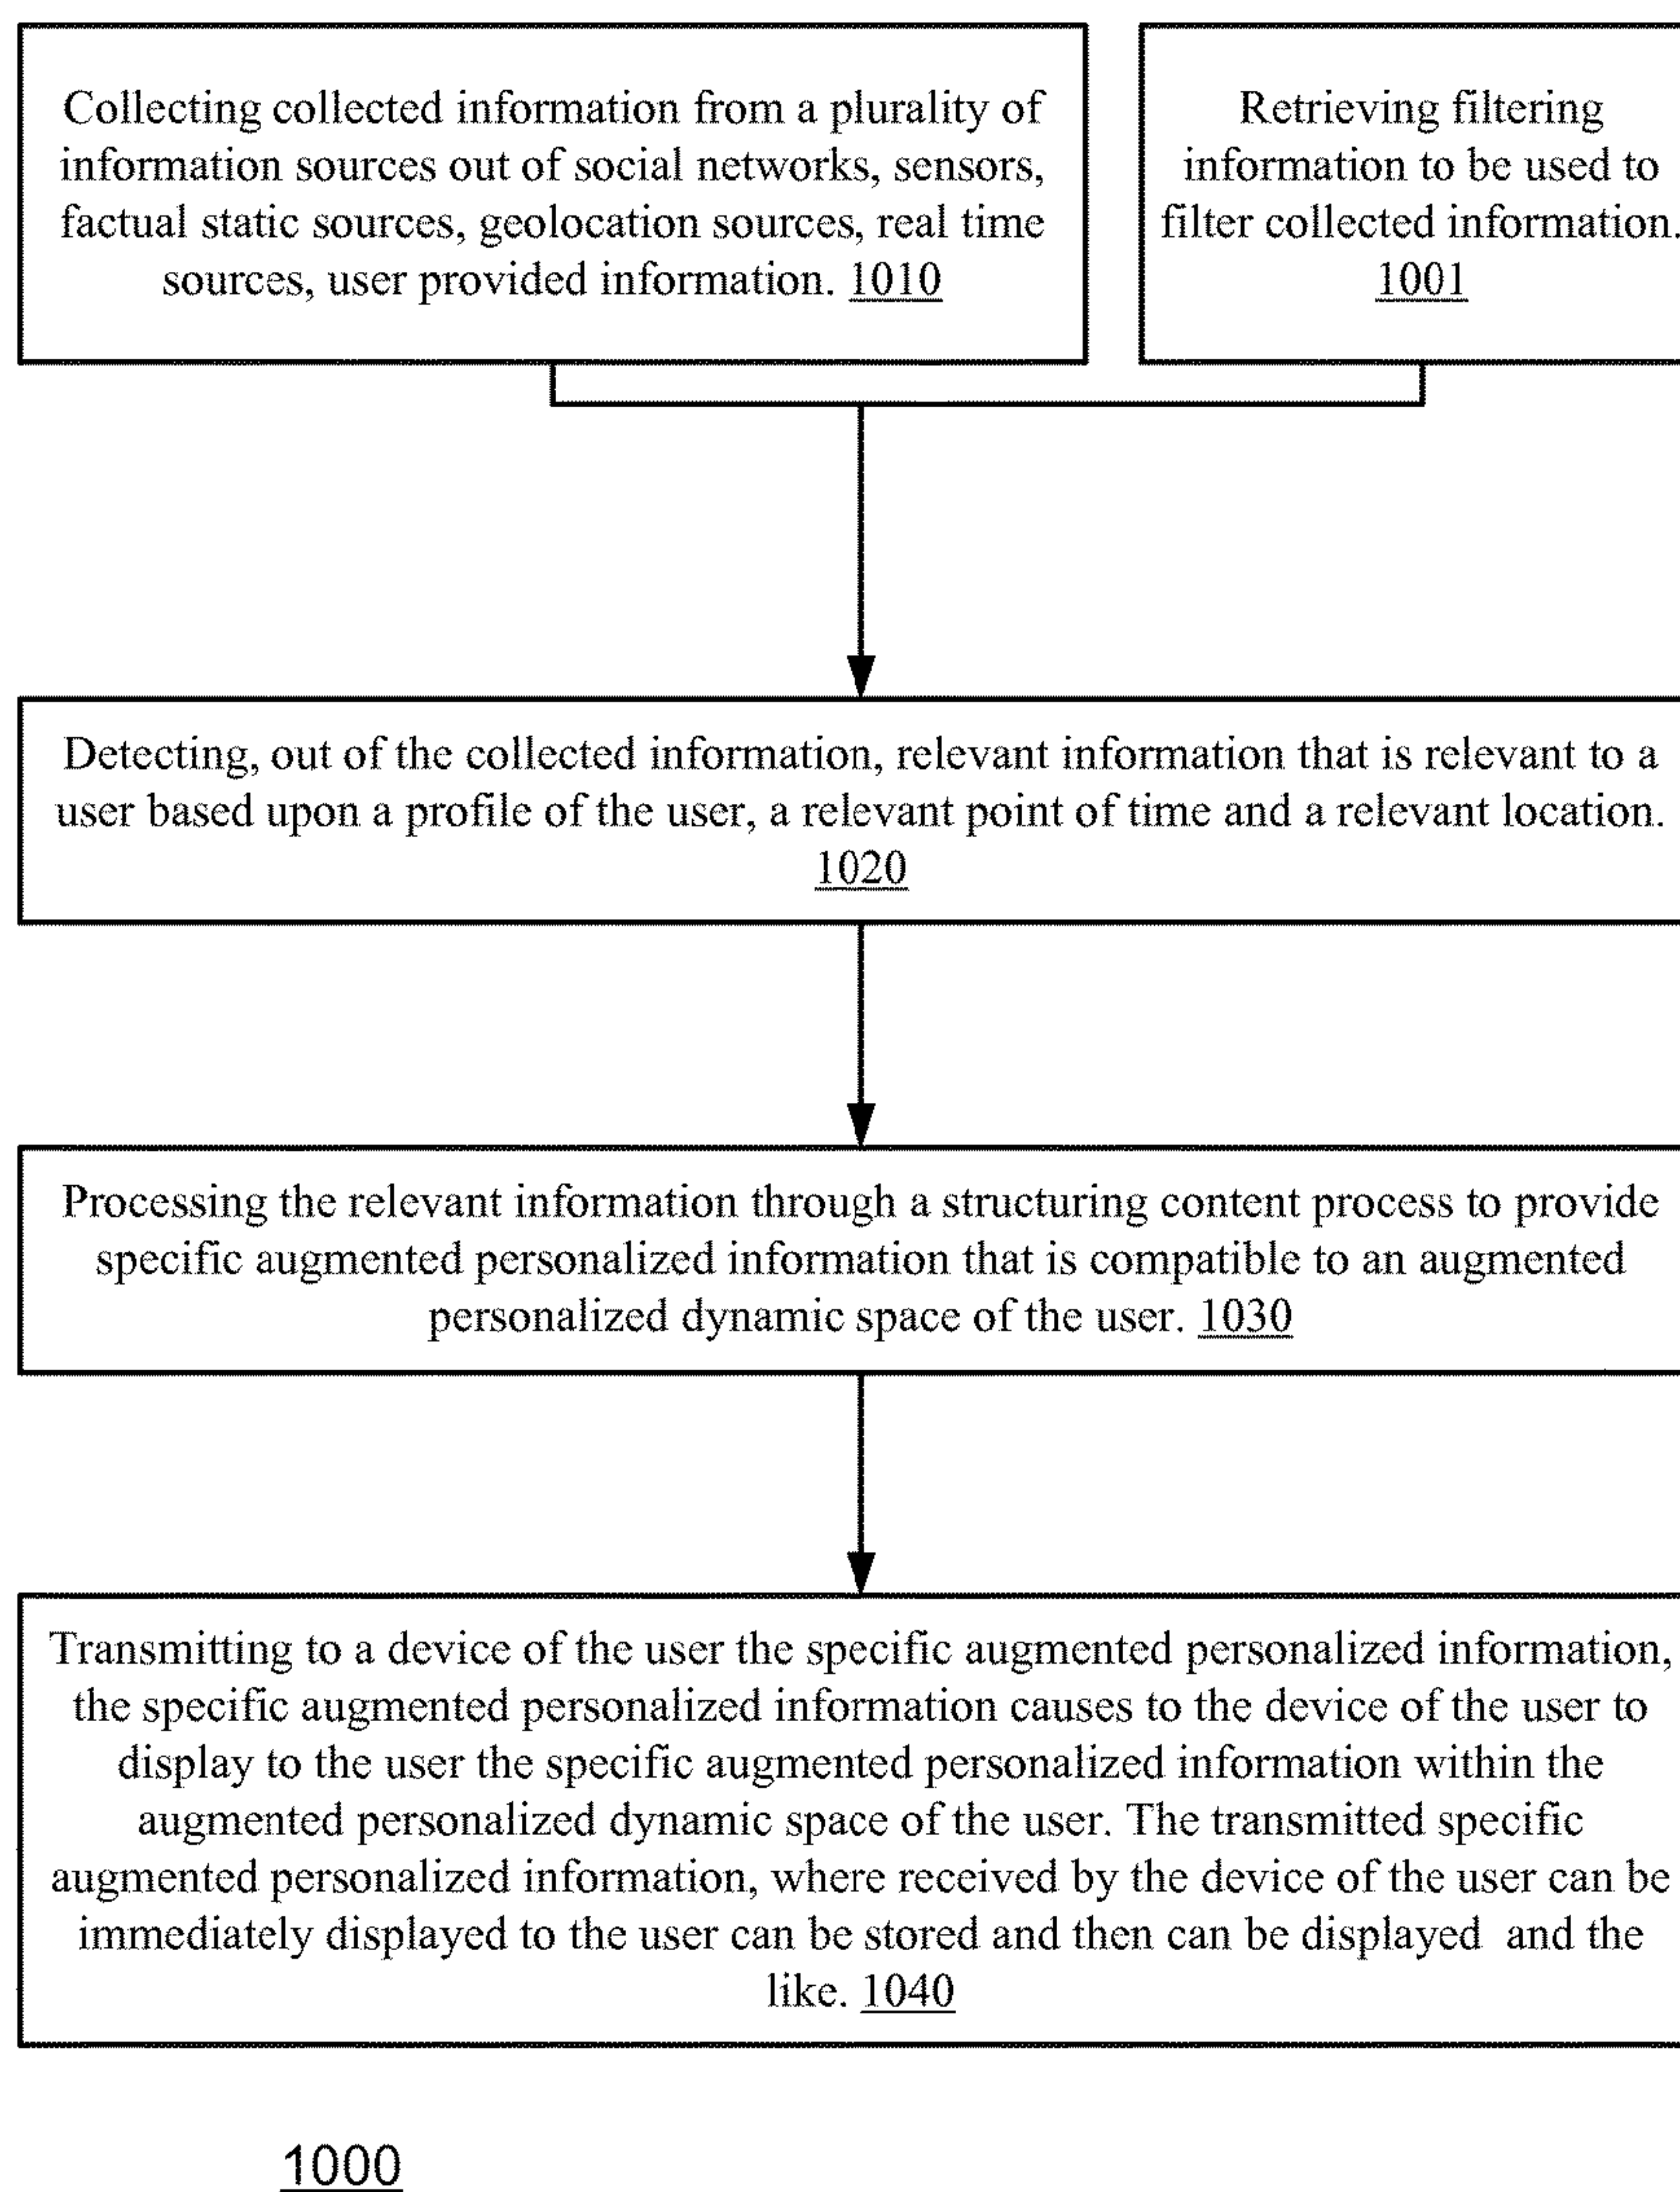 Collecting collected information from a plurality of
information sources out of social networks, sensors,
factual static sources, geolocation sources, real time
sources, user provided information. 1010
Retrieving filtering
information to be used to
filter collected information.
1001
Detecting, out of the collected information, relevant information that is relevant to a
user based upon a profile of the user, a relevant point of time and a relevant location.
1020
Processing the relevant information through a structuring content process to provide
specific augmented personalized information that is compatible to an augmented
personalized dynamic space of the user. 1030
Transmitting to a device of the user the specific augmented personalized information,
the specific augmented personalized information causes to the device of the user to
display to the user the specific augmented personalized information within the
augmented personalized dynamic space of the user. The transmitted specific
augmented personalized information, where received by the device of the user can be
immediately displayed to the user can be stored and then can be displayed and the
like. 1040
1000